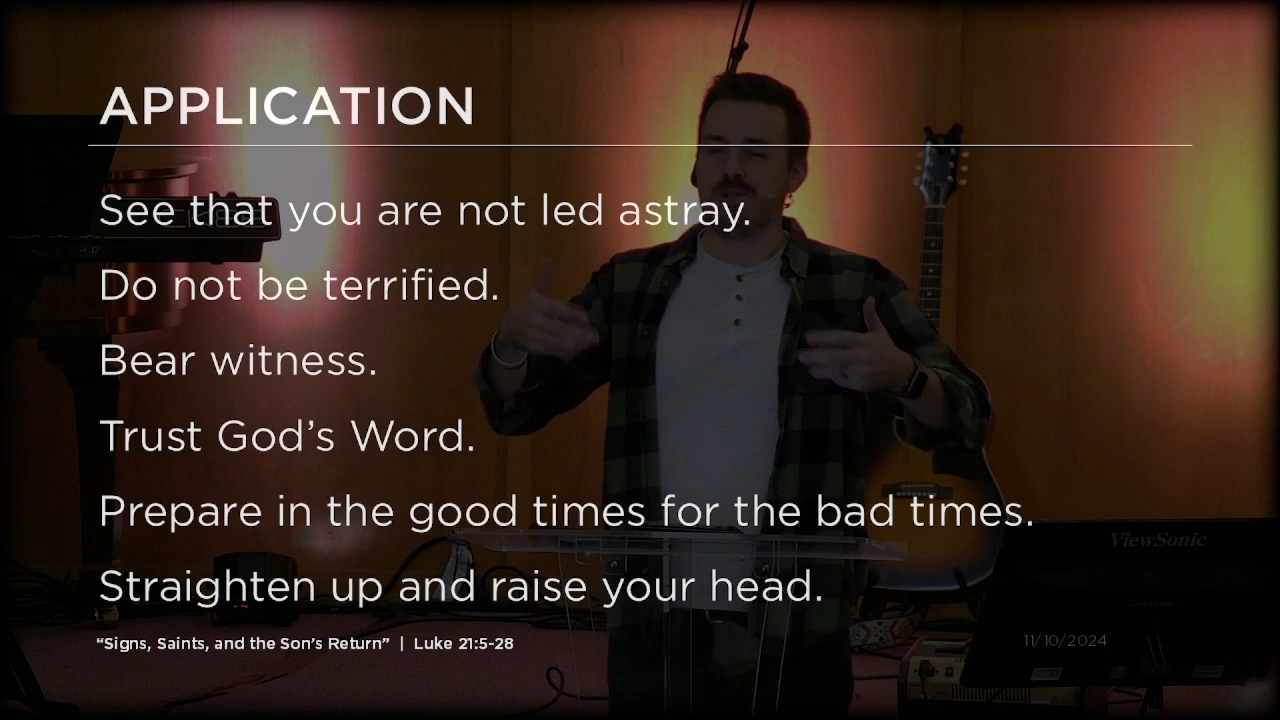 APPLICATION
See that you are not led astray.
Do not be terrified.
Bear witness.
Trust God’s Word.
Prepare in the good times for the bad times.
ViewSonic
Straighten up and raise your head.
“Signs, Saints, and the Son’s Return” | Luke 21:5-28
11/10/2024